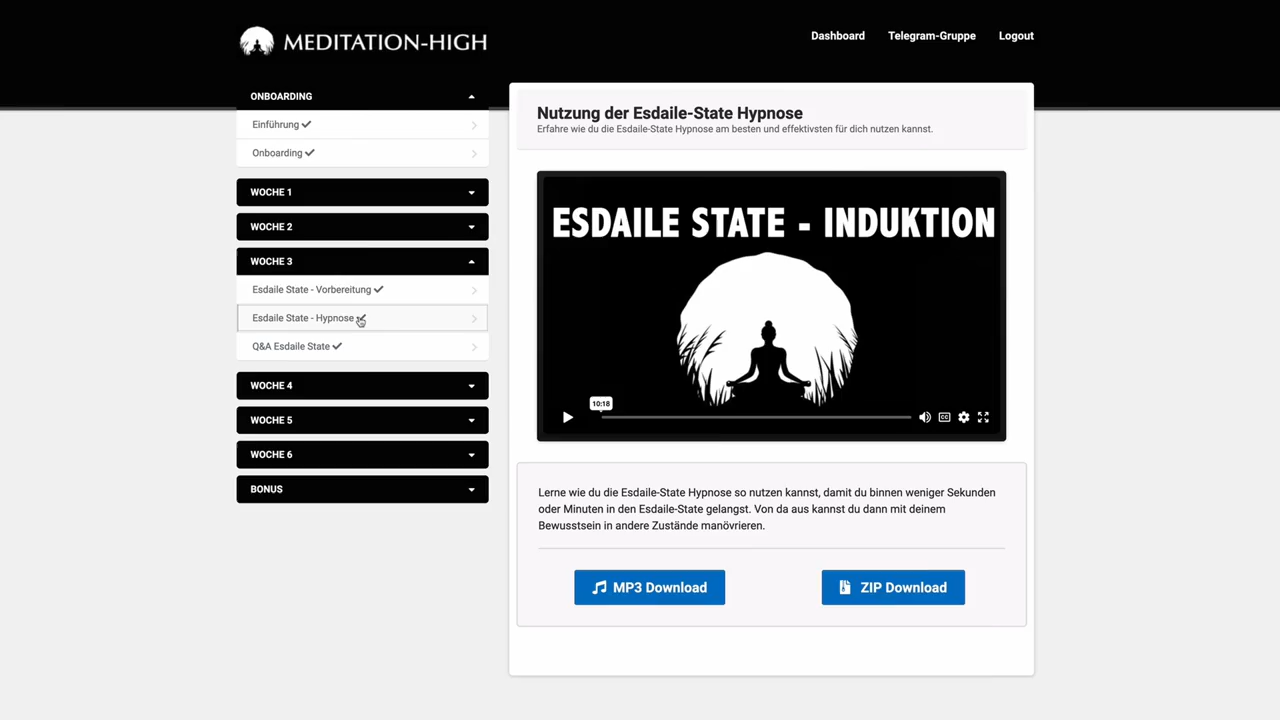 MEDITATION-HIGH
Dashboard
Telegram-Gruppe
Logout
ONBOARDING
Einführung
Onboarding
WOCHE 1
WOCHE 2
WOCHE 3
Esdaile State - Vorbereitung
Esdaile State - Hypnose
Q&A Esdaile State
WOCHE 4
WOCHE 5
WOCHE 6
BONUS
Nutzung der Esdaile-State Hypnose
Erfahre wie du die Esdaile-State Hypnose am besten und effektivsten für dich nutzen kannst.
ESDAILE STATE - INDUKTION
10:18
CC
Lerne wie du die Esdaile-State Hypnose so nutzen kannst, damit du binnen weniger Sekunden
oder Minuten in den Esdaile-State gelangst. Von da aus kannst du dann mit deinem
Bewusstsein in andere Zustände manövrieren.
MP3 Download
ZIP Download